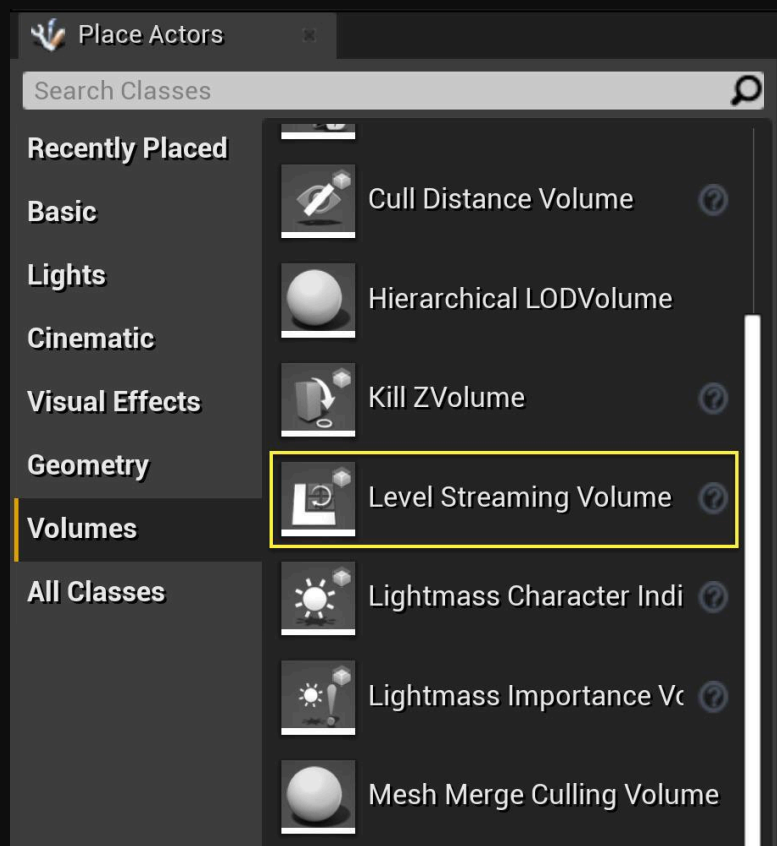 Place Actors
Search Classes
Recently Placed
Basic
Lights
Cinematic
Visual Effects
Geometry
Volumes
All Classes
Cull Distance Volume
Hierarchical LODVolume
Kill ZVolume
Level Streaming Volume
Lightmass Character Indi
Lightmass Importance Vo
Mesh Merge Culling Volume